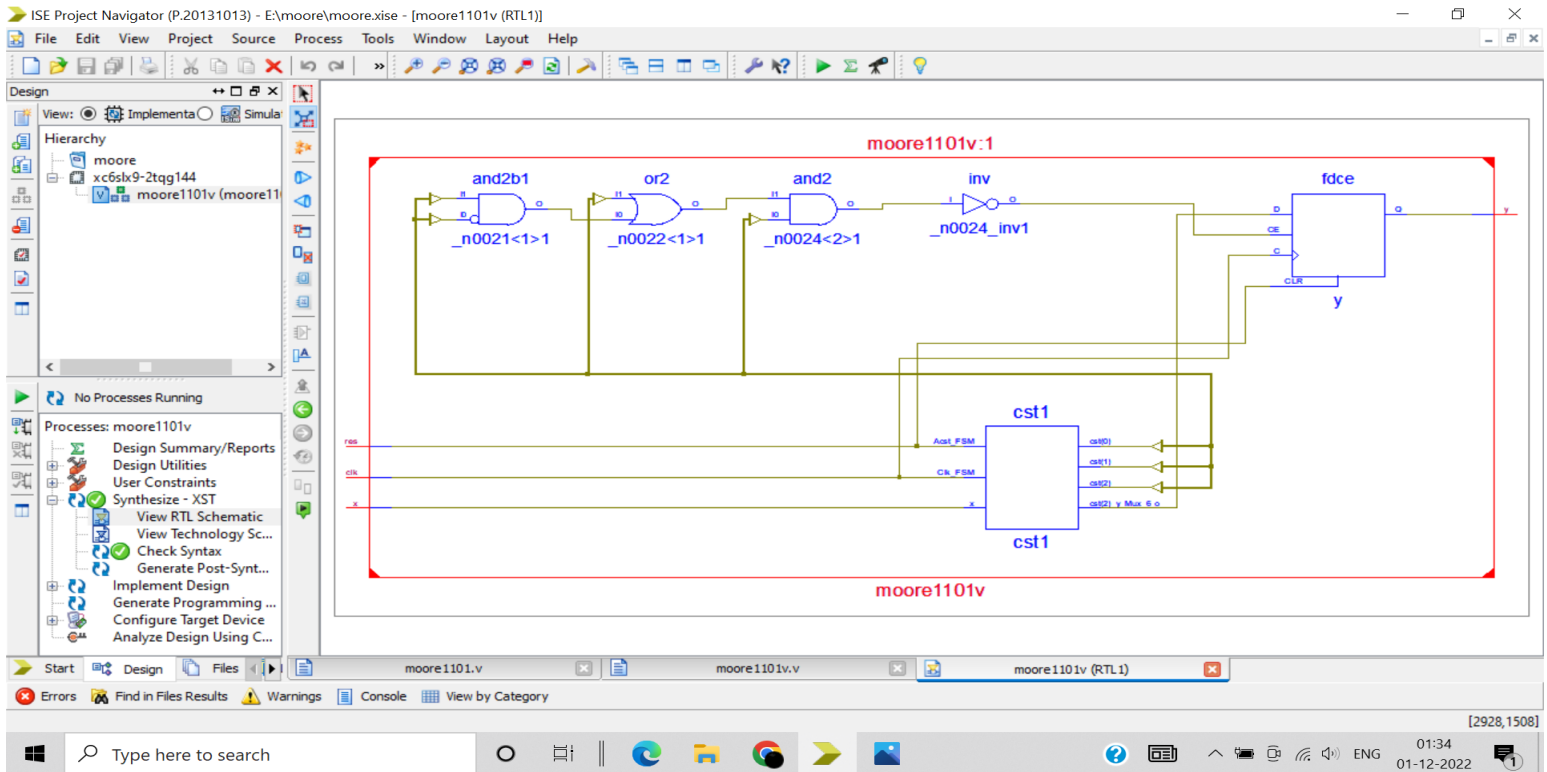 ISE Project Navigator (P.20131013) - E:\moore\moore.xise - [moore1101v (RTL1)]
File Edit View Project Source Process Tools Window Layout Help
Design
View: Implementa Simula
Hierarchy
moore
xc6slx9-2tqg144
moore1101v (moore11
No Processes Running
Processes: moore1101v
Design Summary/Reports
Design Utilities
User Constraints
Synthesize - XST
View RTL Schematic
View Technology Sc...
Check Syntax
Generate Post-Synt...
Implement Design
Generate Programming ...
Configure Target Device
Analyze Design Using C...
Start Design Files
moore1101v:1
and2b1 or2 and2 inv fdce
I1 O I1 O I1 O I O D Q y
I0 I0 I0 CE
C
CLR
_n0021<1>1 _n0022<1>1 _n0024<2>1 _n0024_inv1 y
cst1
res Acst_FSM cst(0)
cst(1)
clk Clk_FSM cst(2)
x x cst(2)_y_Mux_6_o
cst1
moore1101v
moore1101.v moore1101v.v moore1101v (RTL1)
Errors Find in Files Results Warnings Console View by Category
[2928,1508]
Type here to search
ENG
01:34
01-12-2022
1